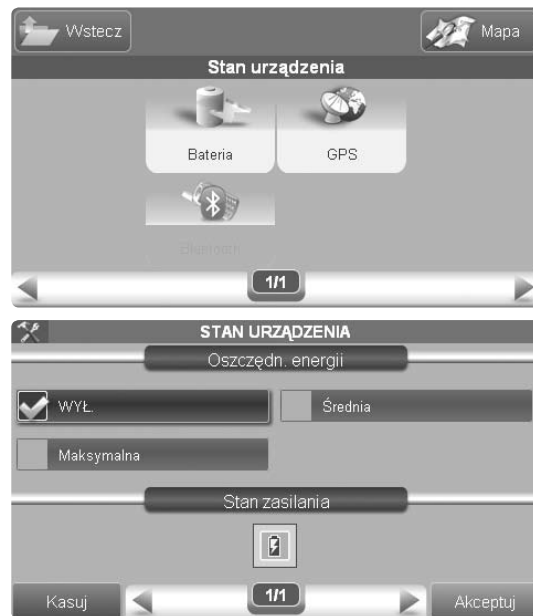 Wstecz Mapa
Stan urządzenia
Bateria GPS
Bluetooth
1/1
STAN URZĄDZENIA
Oszczędn. energii
WYŁ. Średnia
Maksymalna
Stan zasilania
Kasuj 1/1 Akceptuj